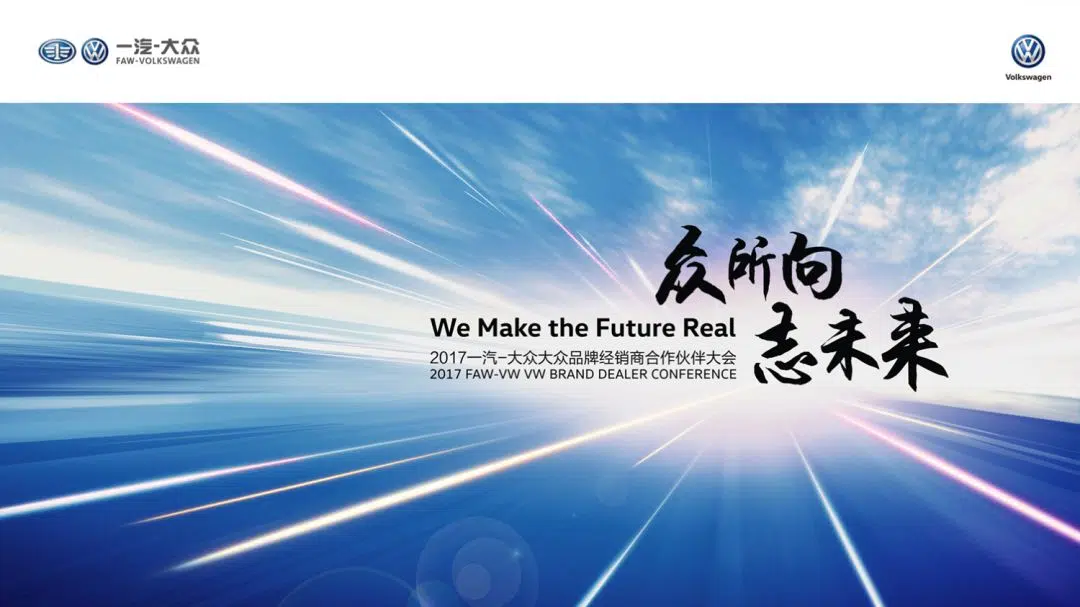 一汽-大众
FAW-VOLKSWAGEN
Volkswagen
众所向
志未来
We Make the Future Real
2017一汽-大众大众品牌经销商合作伙伴大会
2017 FAW-VW VW BRAND DEALER CONFERENCE